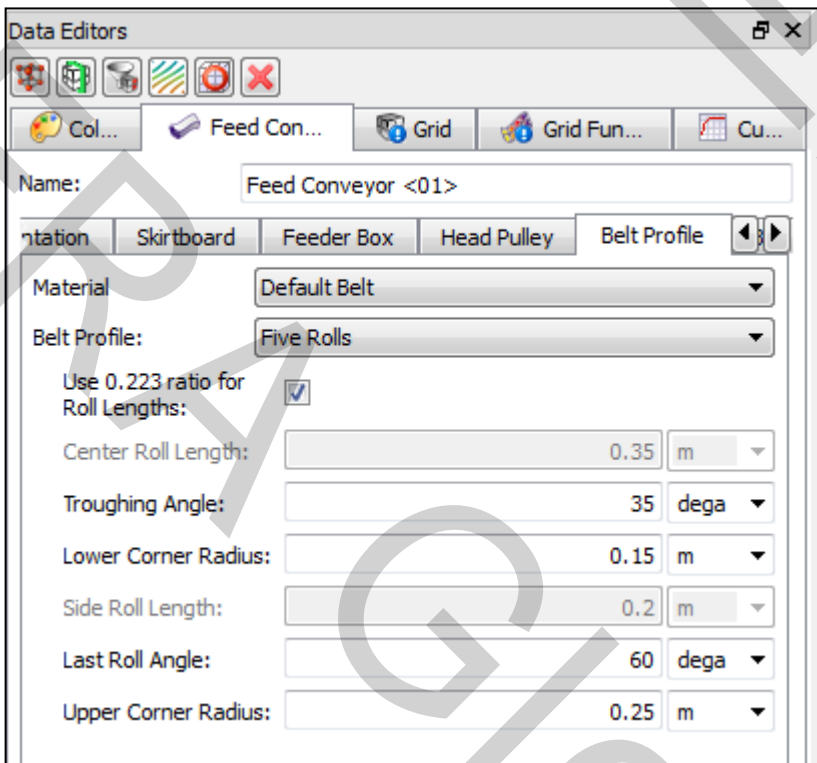 Data Editors
Col... Feed Con... Grid Grid Fun... Cu...
Name: Feed Conveyor <01>
ntation Skirtboard Feeder Box Head Pulley Belt Profile
Material Default Belt
Belt Profile: Five Rolls
Use 0.223 ratio for
Roll Lengths:
Center Roll Length: 0.35 m
Troughing Angle: 35 dega
Lower Corner Radius: 0.15 m
Side Roll Length: 0.2 m
Last Roll Angle: 60 dega
Upper Corner Radius: 0.25 m